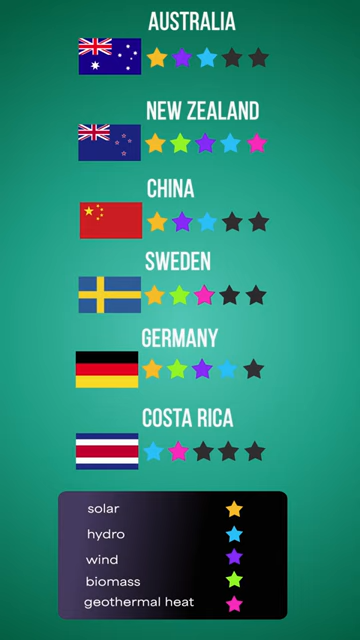 AUSTRALIA
NEW ZEALAND
CHINA
SWEDEN
GERMANY
COSTA RICA
solar
hydro
wind
biomass
geothermal heat